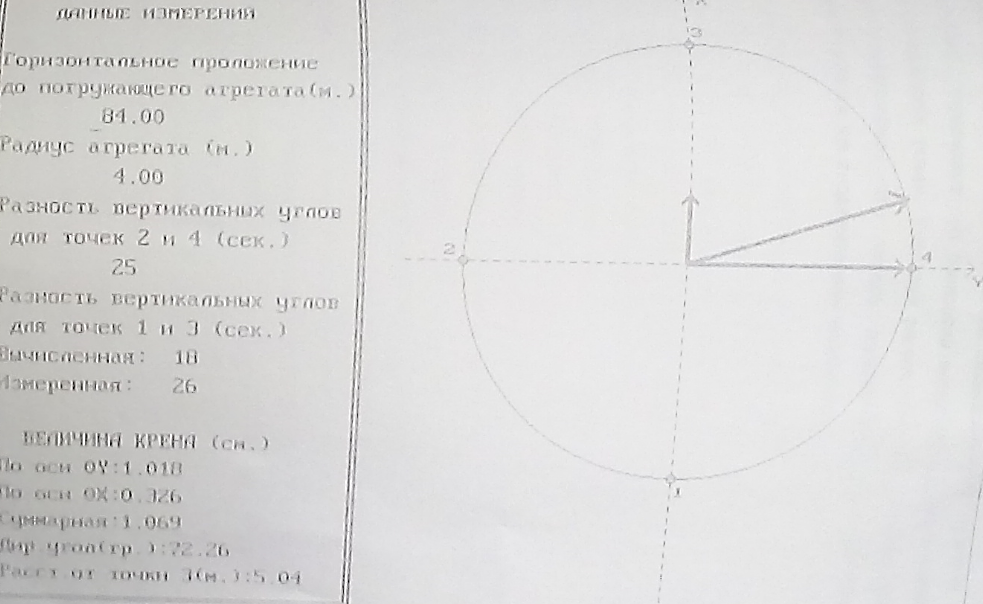 ДАННЫЕ ИЗМЕРЕНИЙ
Горизонтальное проложение
до погружающего агрегата(м.)
84.00
Радиус агрегата (м.)
4.00
Разность вертикальных углов
для точек 2 и 4 (сек.)
25
Разность вертикальных углов
для точек 1 и 3 (сек.)
Вычисленная: 18
Измеренная: 26
ВЕЛИЧИНА КРЕНА (см.)
По оси OY:1.018
По оси OX:0.326
Суммарная:1.069
Дир.угол(гр.):72.26
Расст.от точки 3(м.):5.04
X
3
2
4
Y
1